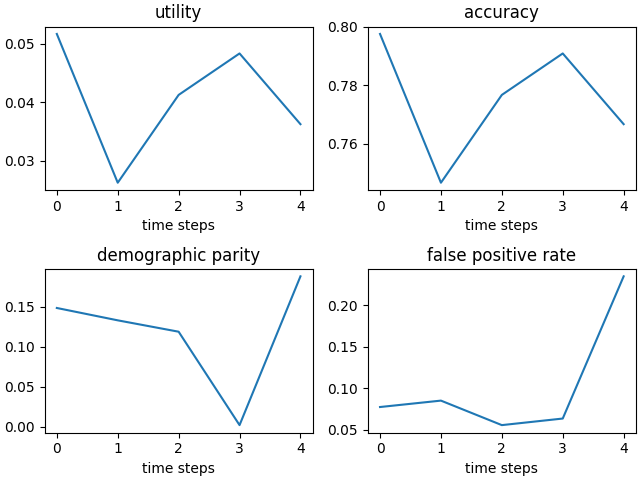 utility
0.05
0.04
0.03
0 1 2 3 4
time steps
accuracy
0.80
0.78
0.76
0 1 2 3 4
time steps
demographic parity
0.15
0.10
0.05
0.00
0 1 2 3 4
time steps
false positive rate
0.20
0.15
0.10
0.05
0 1 2 3 4
time steps